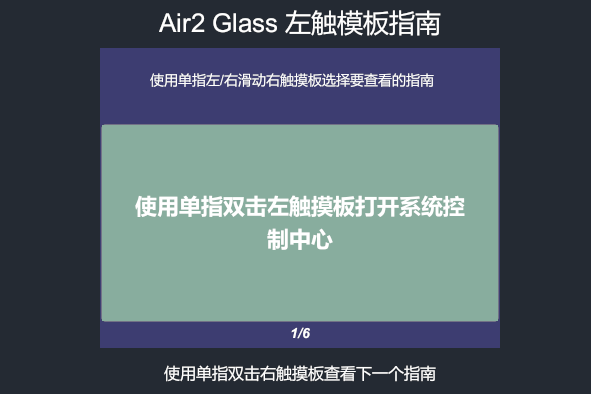 Air2 Glass 左触模板指南
使用单指左/右滑动右触摸板选择要查看的指南
使用单指双击左触摸板打开系统控
制中心
1/6
使用单指双击右触摸板查看下一个指南